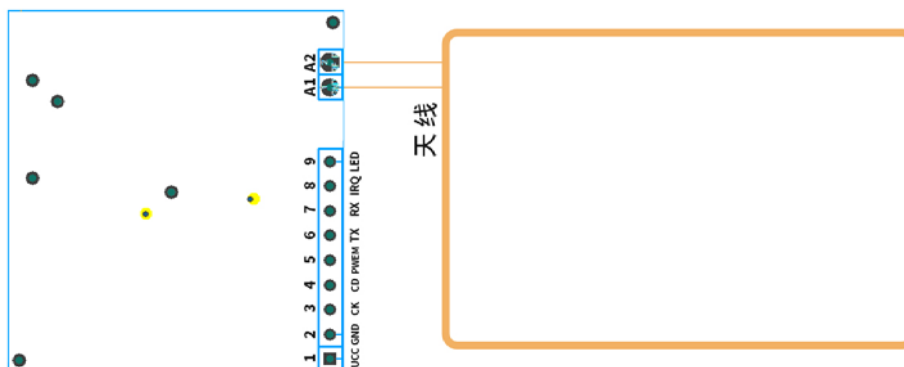 A2
A1
天线
9 LED
8 IRQ
7 RX
6 TX
5 PWEM
4 CD
3 CK
2 GND
1 UCC